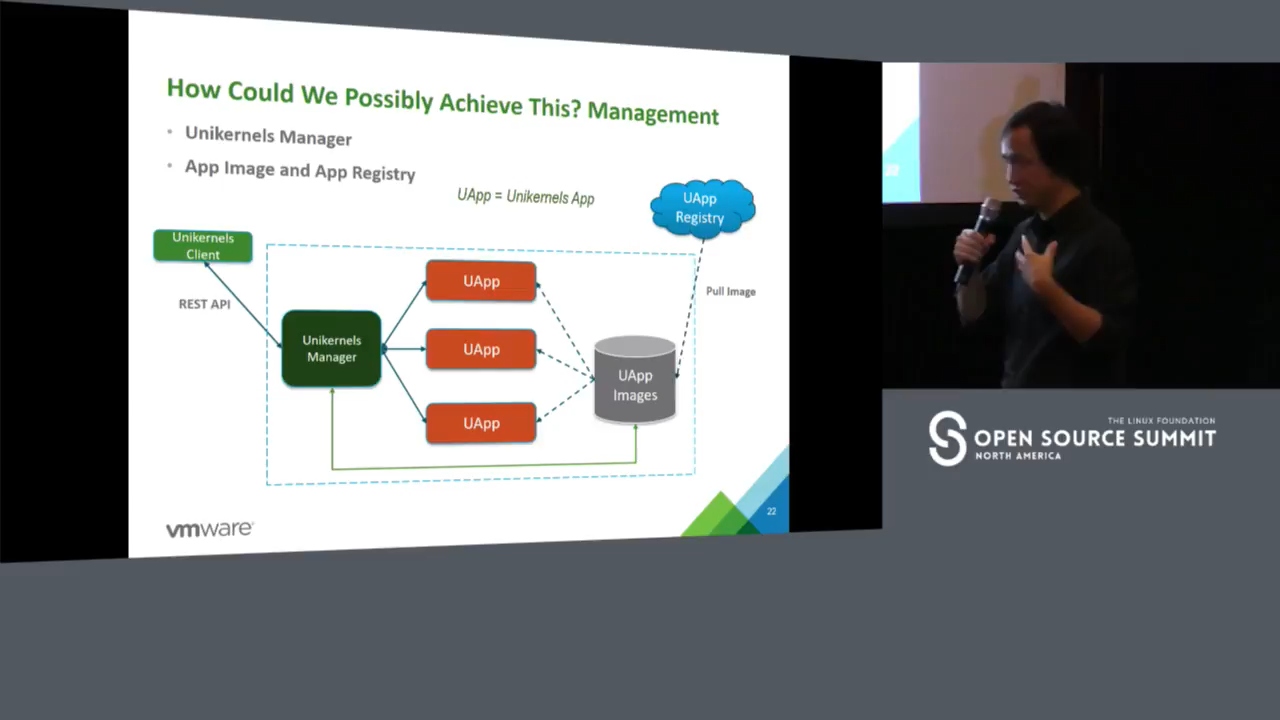 How Could We Possibly Achieve This? Management
• Unikernels Manager
• App Image and App Registry
UApp = Unikernels App
UApp
Registry
Unikernels
Client
REST API
Pull Image
UApp
Unikernels
Manager
UApp
UApp
Images
UApp
vmware
22
THE LINUX FOUNDATION
OPEN SOURCE SUMMIT
NORTH AMERICA